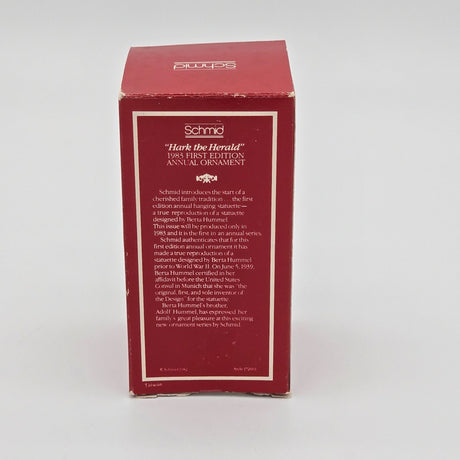 Schmid
Schmid
"Hark the Herald"
1983 FIRST EDITION
ANNUAL ORNAMENT
Schmid introduces the start of a
cherished family tradition . . . the first
edition annual hanging statuette—
a true reproduction of a statuette
designed by Berta Hummel.
This issue will be produced only in
1983 and it is the first in an annual series.
Schmid authenticates that for this
first edition annual ornament it has
made a true reproduction of a
statuette designed by Berta Hummel
prior to World War II. On June 5, 1939,
Berta Hummel certified in her
affidavit before the United States
Consul in Munich that she was "the
original, first, and sole inventor of
the Design" for the statuette.
Berta Hummel's brother,
Adolf Hummel, has expressed her
family's great pleasure at this exciting
new ornament series by Schmid.
Taiwan